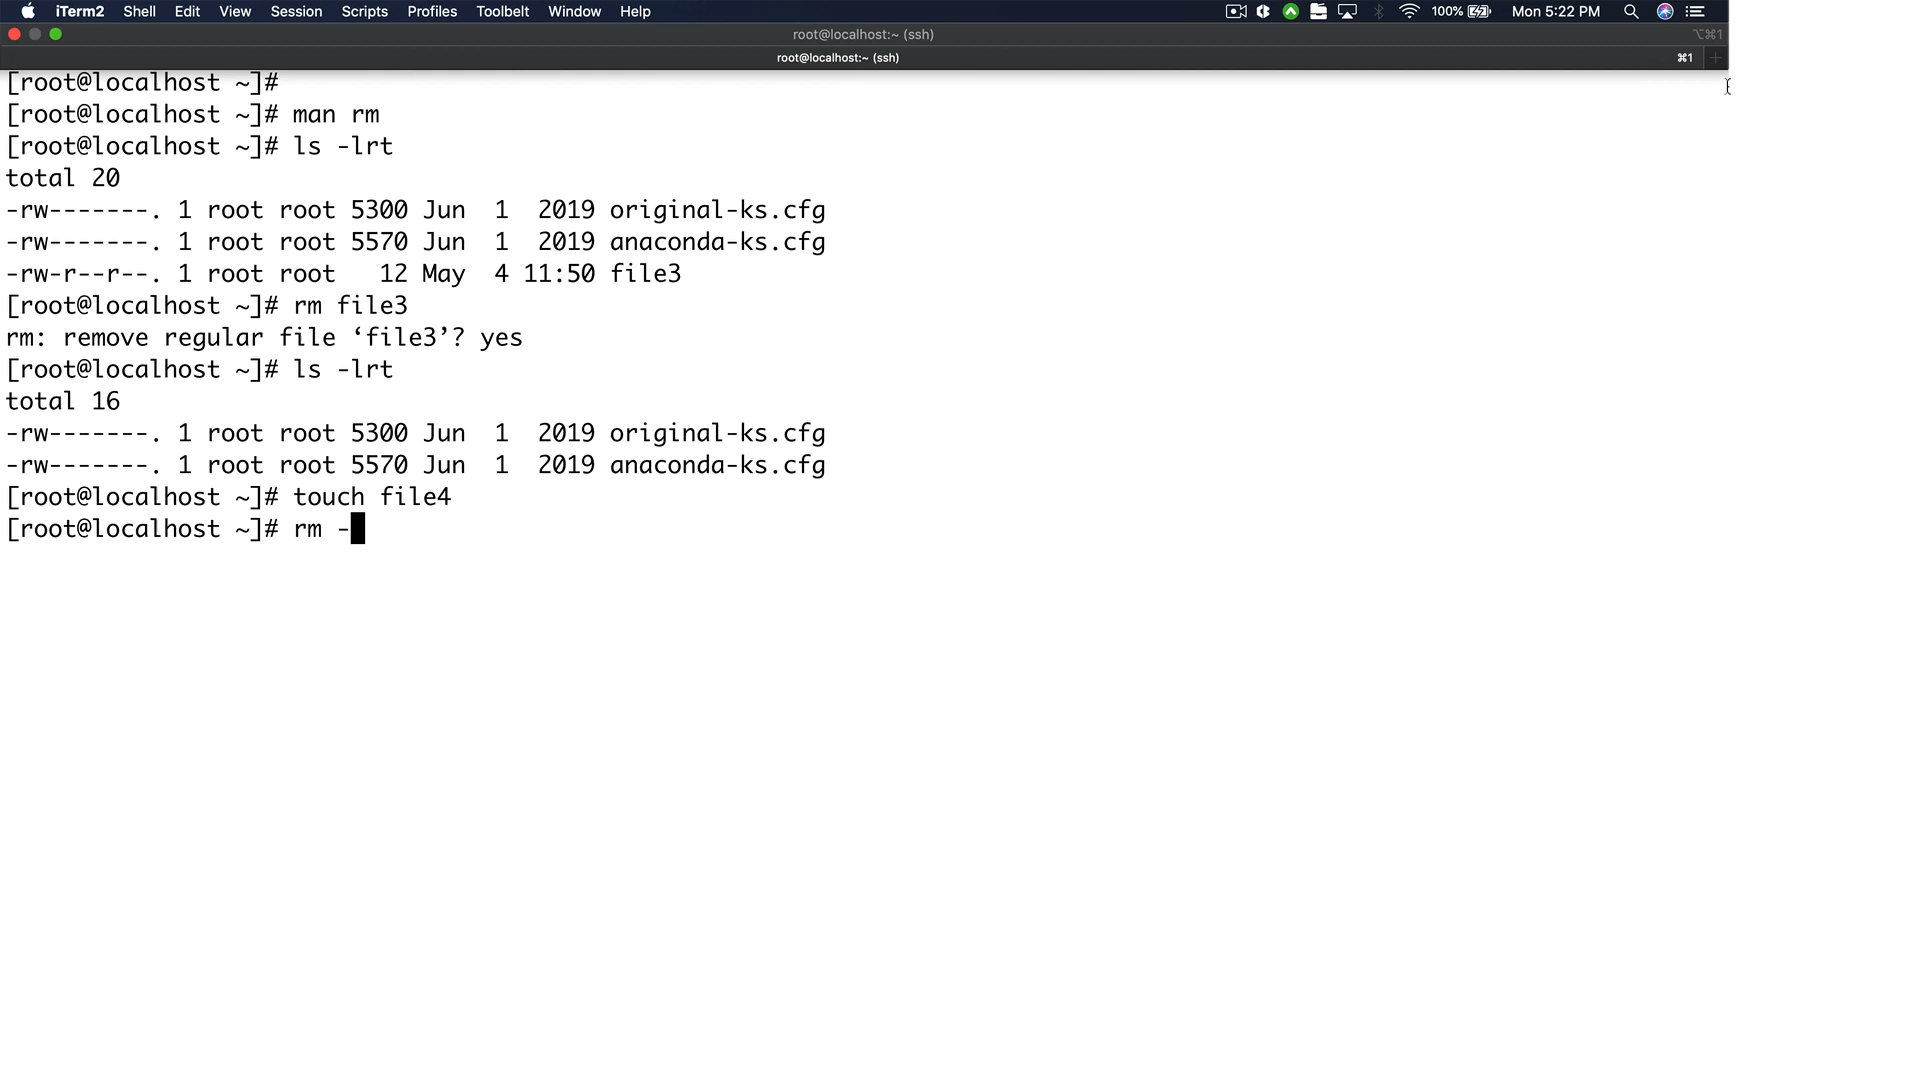 iTerm2 Shell Edit View Session Scripts Profiles Toolbelt Window Help 100% Mon 5:22 PM
root@localhost:~ (ssh) ⌥⌘1
root@localhost:~ (ssh) ⌘1
[root@localhost ~]#
[root@localhost ~]# man rm
[root@localhost ~]# ls -lrt
total 20
-rw-------. 1 root root 5300 Jun  1  2019 original-ks.cfg
-rw-------. 1 root root 5570 Jun  1  2019 anaconda-ks.cfg
-rw-r--r--. 1 root root   12 May  4 11:50 file3
[root@localhost ~]# rm file3
rm: remove regular file ‘file3’? yes
[root@localhost ~]# ls -lrt
total 16
-rw-------. 1 root root 5300 Jun  1  2019 original-ks.cfg
-rw-------. 1 root root 5570 Jun  1  2019 anaconda-ks.cfg
[root@localhost ~]# touch file4
[root@localhost ~]# rm -